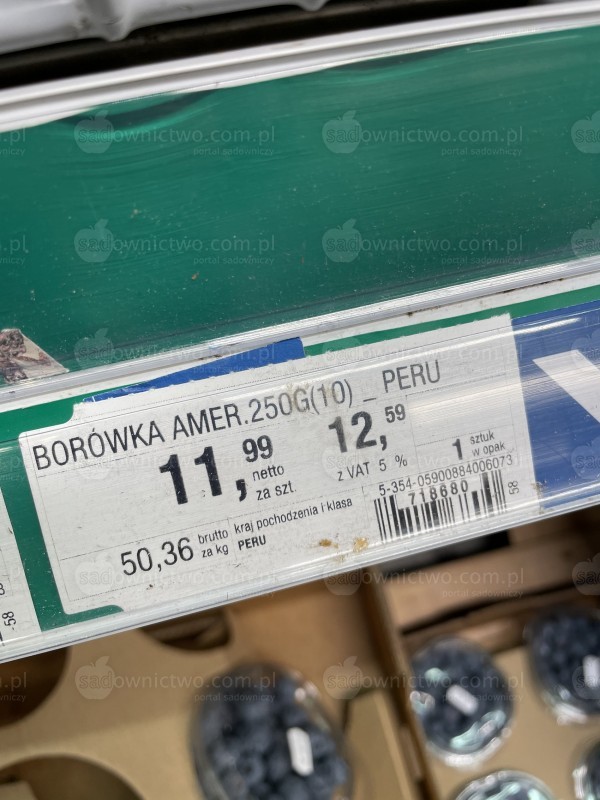 sadownictwo.com.pl
portal sadowniczy
BORÓWKA AMER.250G(10) _ PERU
11,99 netto za szt.
12,59 z VAT 5 %
1 sztuk w opak
50,36 brutto za kg
kraj pochodzenia i klasa
PERU
5-354-05900884006073
718680
58
58